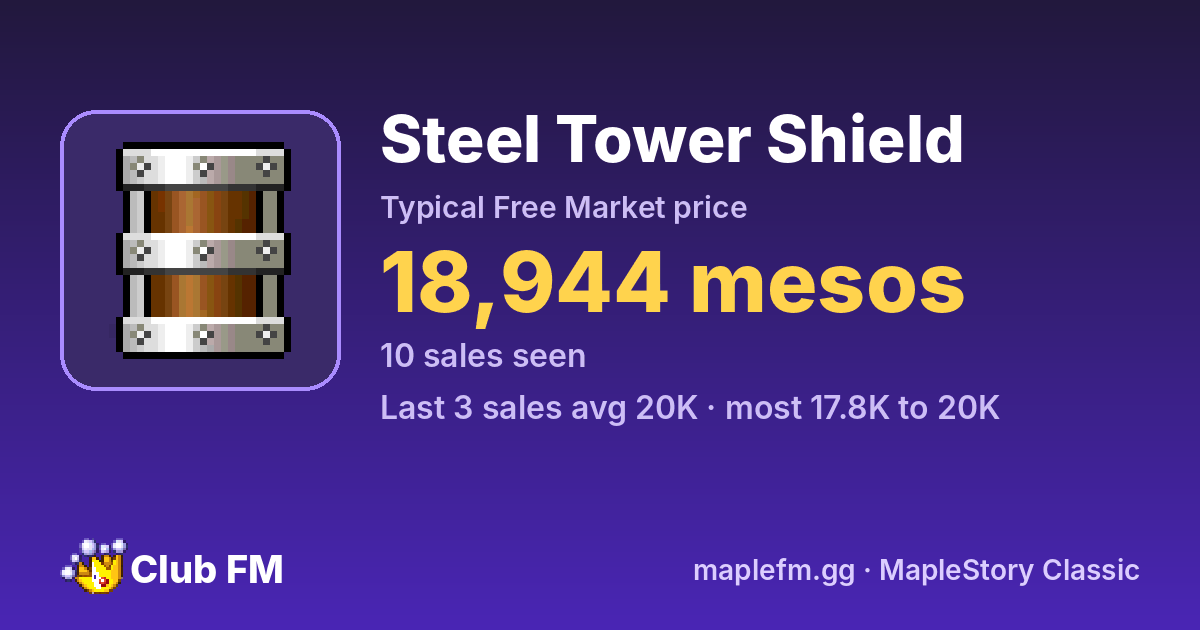 Steel Tower Shield
Typical Free Market price
18,944 mesos
10 sales seen
Last 3 sales avg 20K · most 17.8K to 20K
Club FM
maplefm.gg · MapleStory Classic